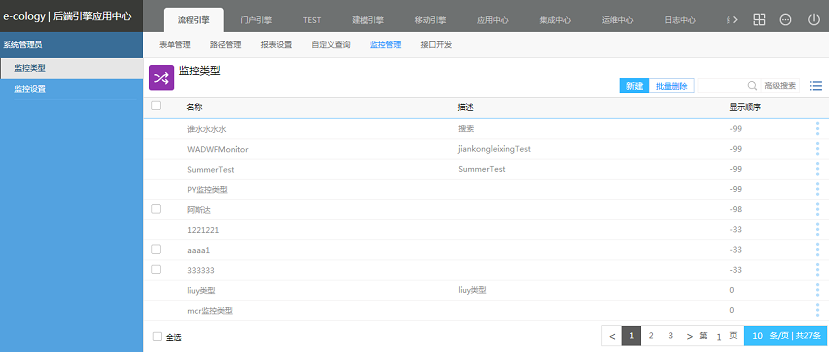 e-cology | 后端引擎应用中心
流程引擎 门户引擎 TEST 建模引擎 移动引擎 应用中心 集成中心 运维中心 日志中心
系统管理员
表单管理 路径管理 报表设置 自定义查询 监控管理 接口开发
监控类型
监控设置
监控类型
新建 批量删除 高级搜索
名称 描述 显示顺序
谁水水水水 搜索 -99
WADWFMonitor jiankongleixingTest -99
SummerTest SummerTest -99
PY监控类型 -99
阿斯达 -98
1221221 -33
aaaa1 -33
333333 -33
liuy类型 liuy类型 0
mcr监控类型 0
全选 < 1 2 3 > 第 1 页 10 条/页 | 共27条